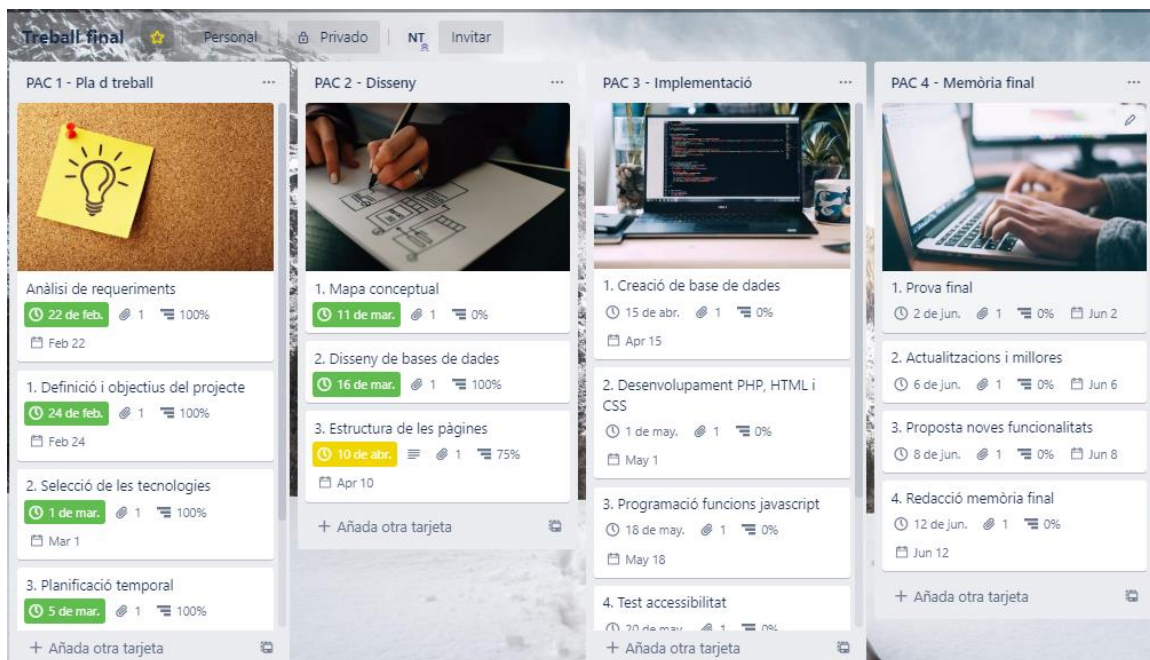 Treball final
Personal
Privado
NT
Invitar
PAC 1 - Pla d treball
Anàlisi de requeriments
22 de feb. 1 100%
Feb 22
1. Definició i objectius del projecte
24 de feb. 1 100%
Feb 24
2. Selecció de les tecnologies
1 de mar. 1 100%
Mar 1
3. Planificació temporal
5 de mar. 1 100%
+ Añada otra tarjeta
PAC 2 - Disseny
1. Mapa conceptual
11 de mar. 1 0%
2. Disseny de bases de dades
16 de mar. 1 100%
3. Estructura de les pàgines
10 de abr. 1 75%
Apr 10
+ Añada otra tarjeta
PAC 3 - Implementació
1. Creació de base de dades
15 de abr. 1 0%
Apr 15
2. Desenvolupament PHP, HTML i
CSS
1 de may. 1 0%
May 1
3. Programació funcions javascript
18 de may. 1 0%
May 18
4. Test accessibilitat
20 de may. 1 0%
+ Añada otra tarjeta
PAC 4 - Memòria final
1. Prova final
2 de jun. 1 0% Jun 2
2. Actualitzacions i millores
6 de jun. 1 0% Jun 6
3. Proposta noves funcionalitats
8 de jun. 1 0% Jun 8
4. Redacció memòria final
12 de jun. 1 0%
Jun 12
+ Añada otra tarjeta